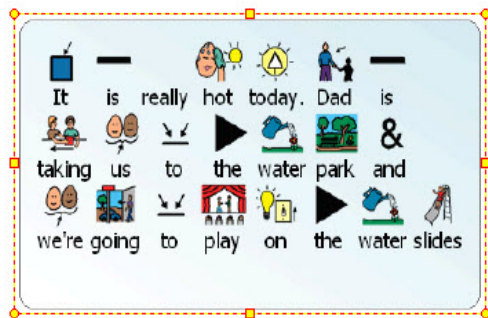 It is really hot today. Dad is
taking us to the water park and
we're going to play on the water slides